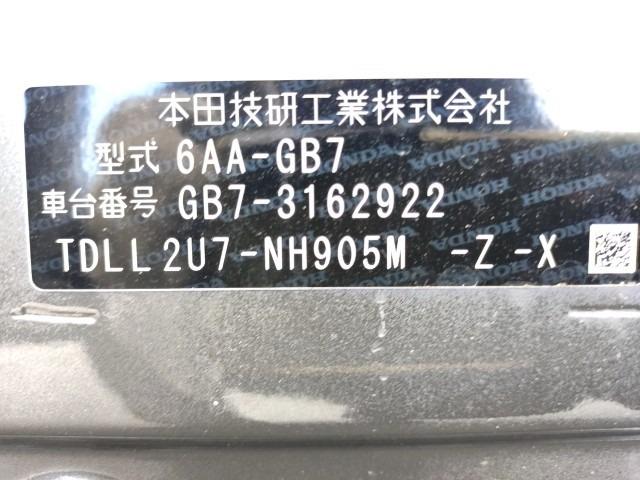 本田技研工業株式会社
型式 6AA-GB7
車台番号 GB7-3162922
TDLL2U7-NH905M -Z-X